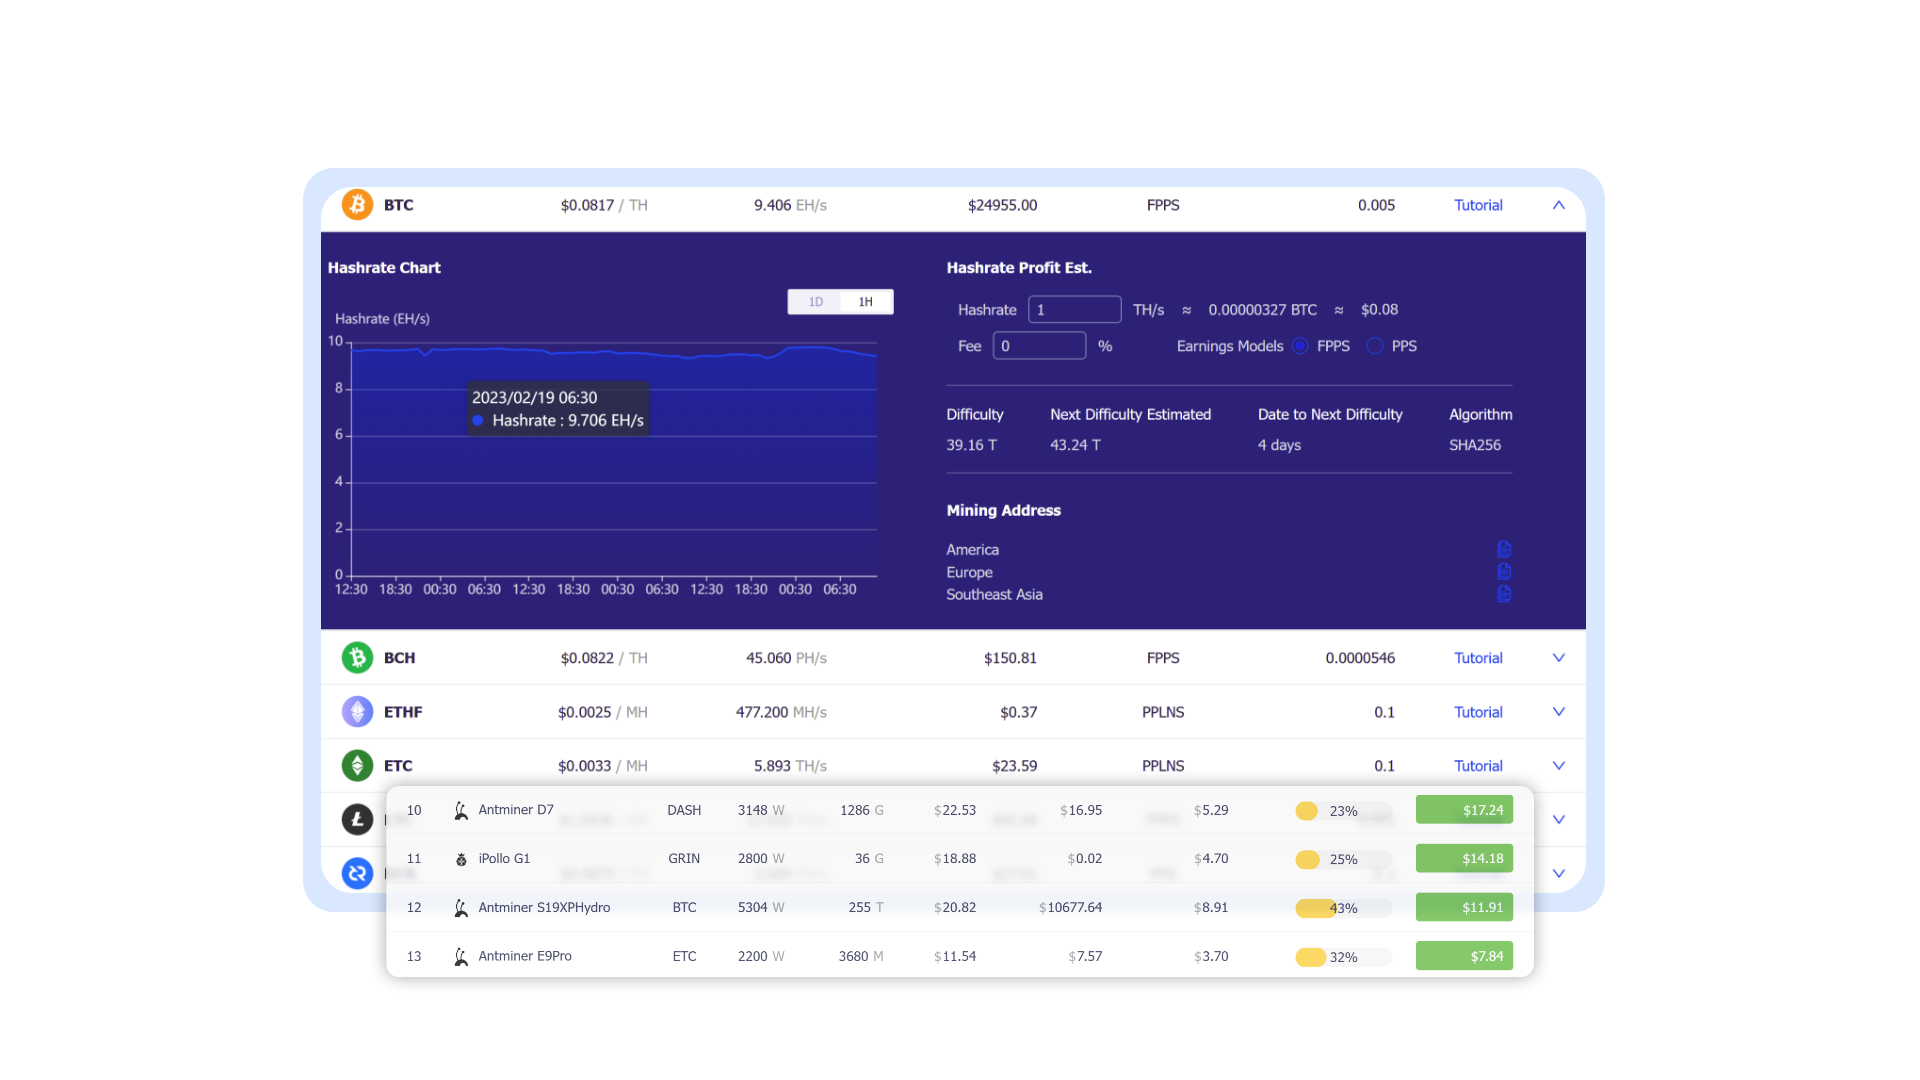 BTC $0.0817 / TH 9.406 EH/s $24955.00 FPPS 0.005 Tutorial
Hashrate Chart
1D 1H
Hashrate (EH/s)
10
8
6
4
2
0
2023/02/19 06:30
Hashrate : 9.706 EH/s
12:30 18:30 00:30 06:30 12:30 18:30 00:30 06:30 12:30 18:30 00:30 06:30
Hashrate Profit Est.
Hashrate 1 TH/s ≈ 0.00000327 BTC ≈ $0.08
Fee 0 % Earnings Models FPPS PPS
Difficulty Next Difficulty Estimated Date to Next Difficulty Algorithm
39.16 T 43.24 T 4 days SHA256
Mining Address
America
Europe
Southeast Asia
BCH $0.0822 / TH 45.060 PH/s $150.81 FPPS 0.0000546 Tutorial
ETHF $0.0025 / MH 477.200 MH/s $0.37 PPLNS 0.1 Tutorial
ETC $0.0033 / MH 5.893 TH/s $23.59 PPLNS 0.1 Tutorial
10 Antminer D7 DASH 3148 W 1286 G $22.53 $16.95 $5.29 23% $17.24
11 iPollo G1 GRIN 2800 W 36 G $18.88 $0.02 $4.70 25% $14.18
12 Antminer S19XPHydro BTC 5304 W 255 T $20.82 $10677.64 $8.91 43% $11.91
13 Antminer E9Pro ETC 2200 W 3680 M $11.54 $7.57 $3.70 32% $7.84